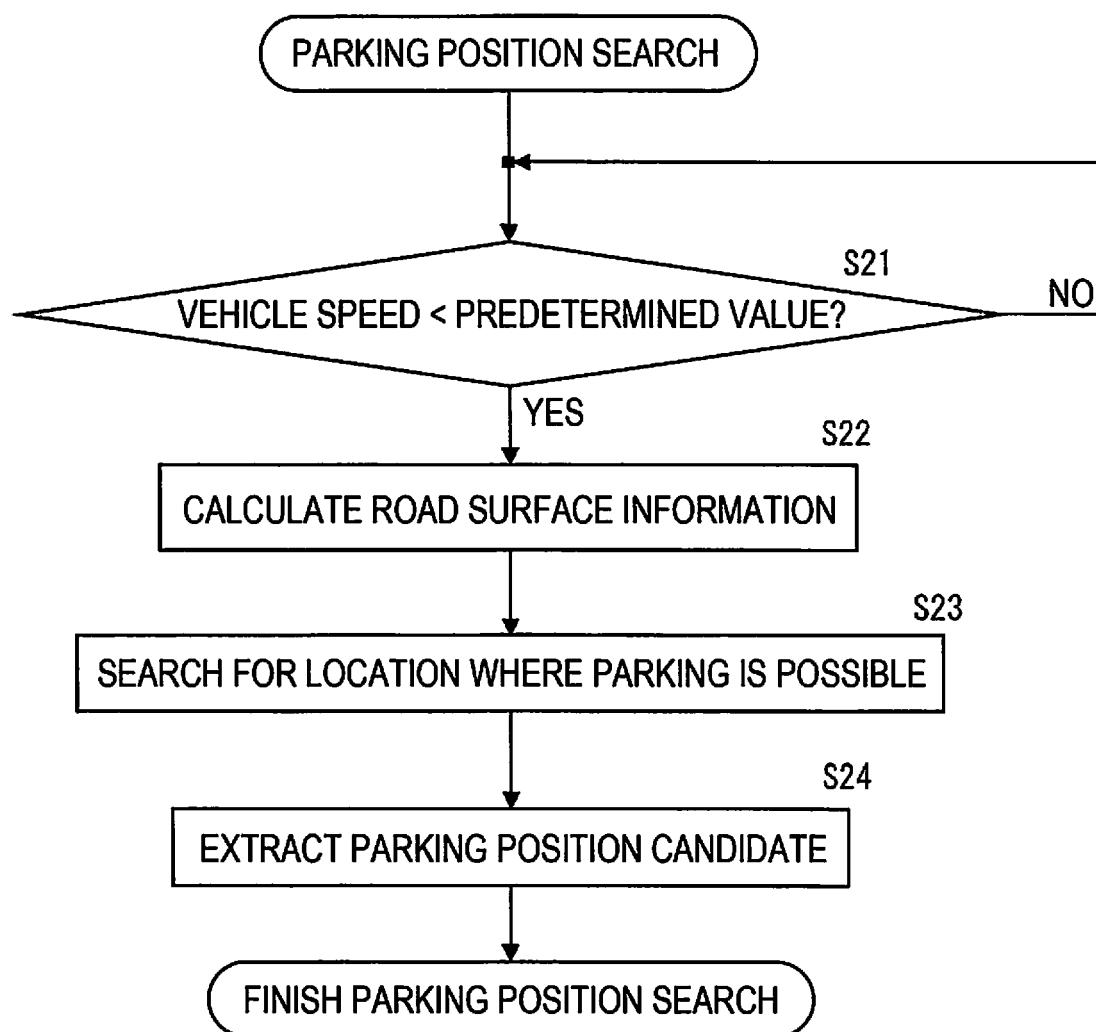 PARKING POSITION SEARCH
S21
VEHICLE SPEED < PREDETERMINED VALUE?
NO
YES
S22
CALCULATE ROAD SURFACE INFORMATION
S23
SEARCH FOR LOCATION WHERE PARKING IS POSSIBLE
S24
EXTRACT PARKING POSITION CANDIDATE
FINISH PARKING POSITION SEARCH